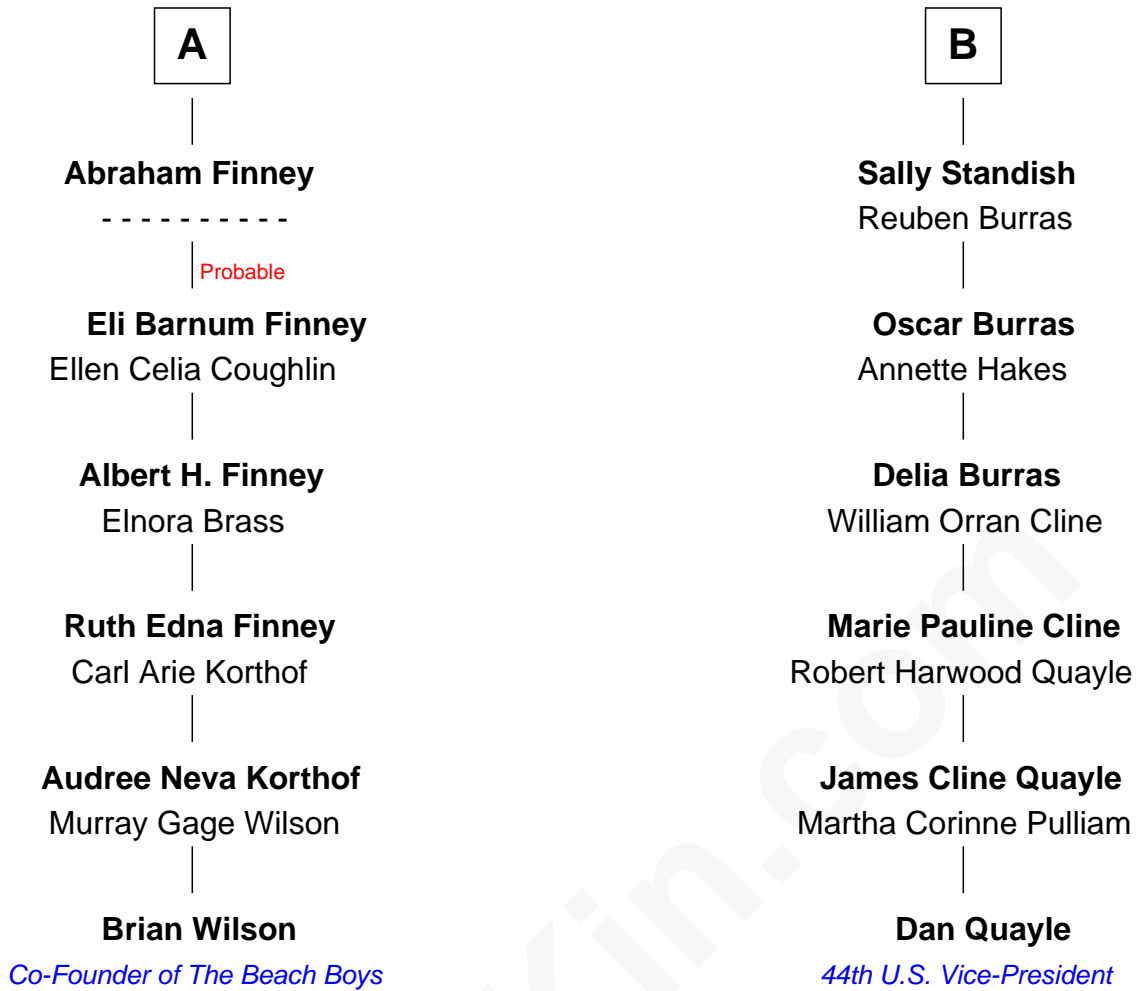 A
Abraham Finney
- - - - - - - - - -
Probable
Eli Barnum Finney
Ellen Celia Coughlin
Albert H. Finney
Elnora Brass
Ruth Edna Finney
Carl Arie Korthof
Audree Neva Korthof
Murray Gage Wilson
Brian Wilson
Co-Founder of The Beach Boys
B
Sally Standish
Reuben Burras
Oscar Burras
Annette Hakes
Delia Burras
William Orran Cline
Marie Pauline Cline
Robert Harwood Quayle
James Cline Quayle
Martha Corinne Pulliam
Dan Quayle
44th U.S. Vice-President